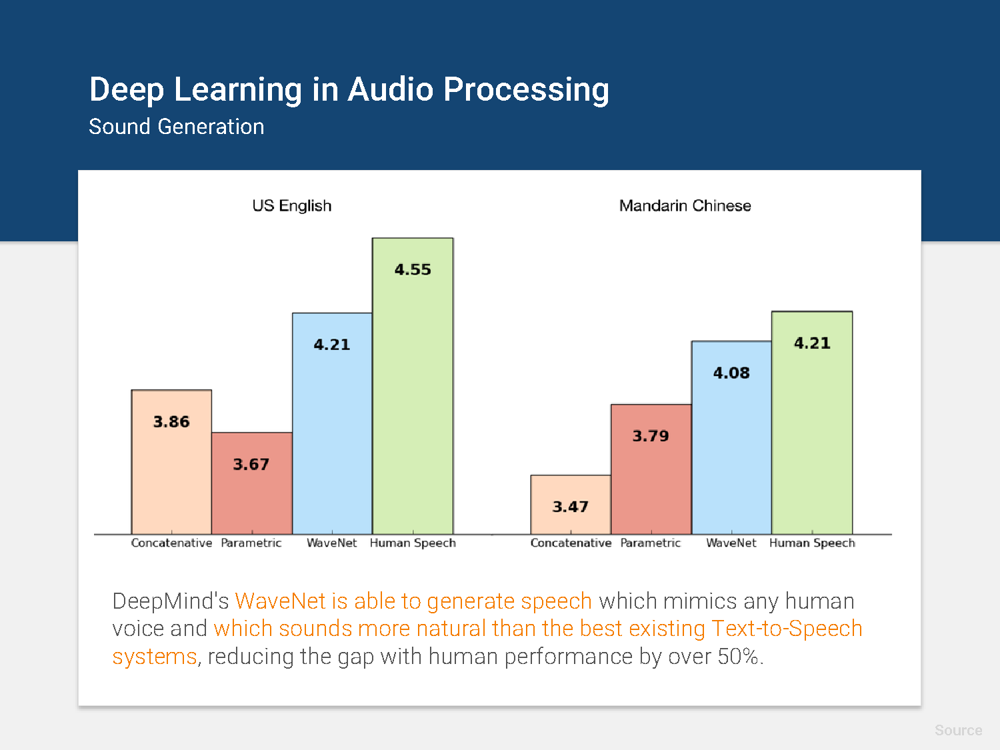 Deep Learning in Audio Processing
Sound Generation
US English
Mandarin Chinese
4.55
4.21
3.86
3.67
4.21
4.08
3.79
3.47
Concatenative Parametric WaveNet Human Speech
Concatenative Parametric WaveNet Human Speech
DeepMind's WaveNet is able to generate speech which mimics any human
voice and which sounds more natural than the best existing Text-to-Speech
systems, reducing the gap with human performance by over 50%.
Source